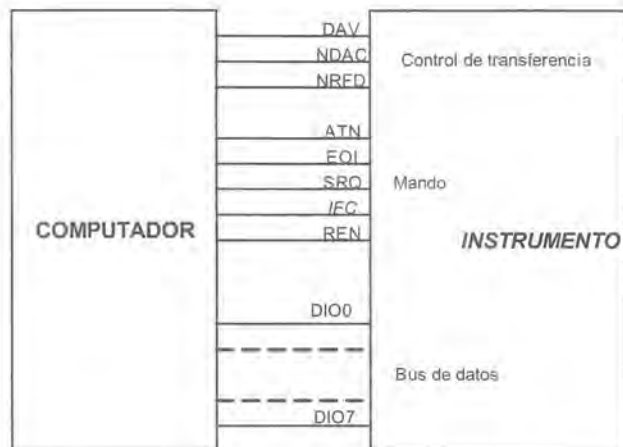 DAV
NDAC
NRFD
Control de transferencia
ATN
EOI
SRQ
Mando
IFC
REN
COMPUTADOR
INSTRUMENTO
DIO0
Bus de datos
DIO7